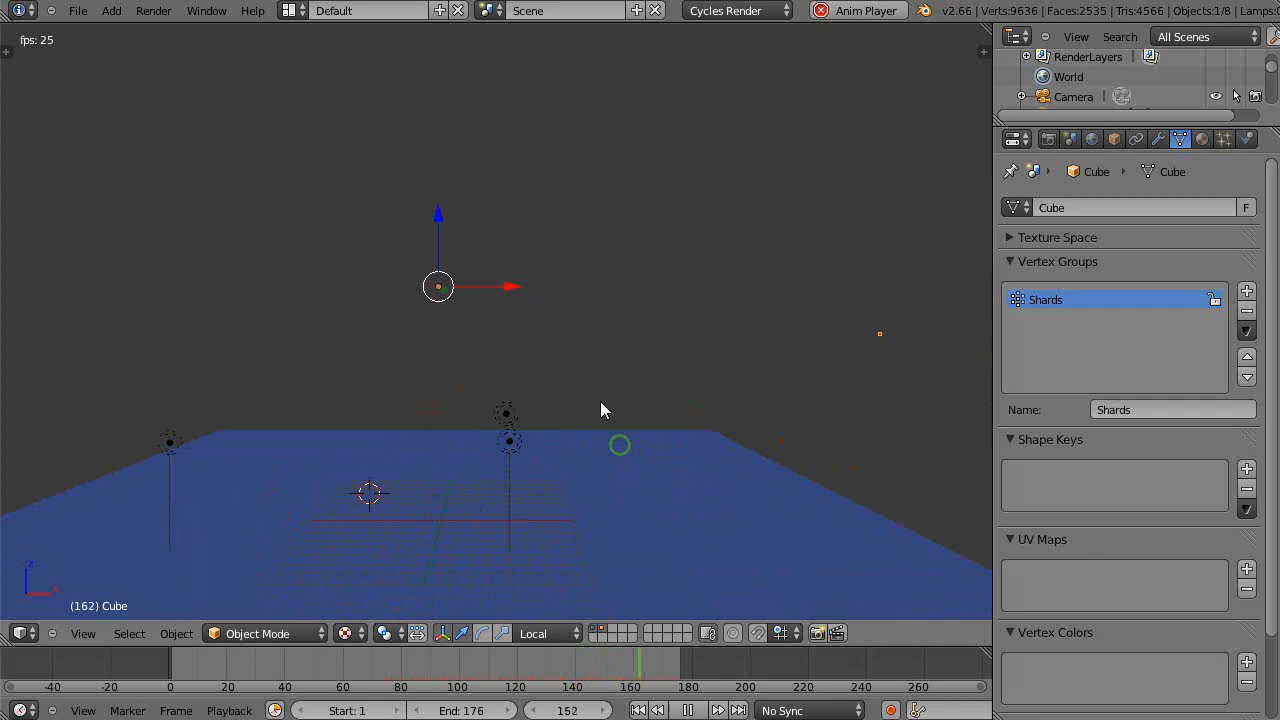 File Add Render Window Help Default Scene Cycles Render Anim Player v2.66 | Verts:9636 | Faces:2535 | Tris:4566 | Objects:1/8 | Lamps:0
fps: 25
View Search All Scenes
RenderLayers
World
Camera
Cube Cube
Cube F
Texture Space
Vertex Groups
Shards
Name: Shards
Shape Keys
UV Maps
Vertex Colors
z
x
(162) Cube
View Select Object Object Mode Local
-40 -20 0 20 40 60 80 100 120 140 160 180 200 220 240 260
View Marker Frame Playback Start: 1 End: 176 162 No Sync